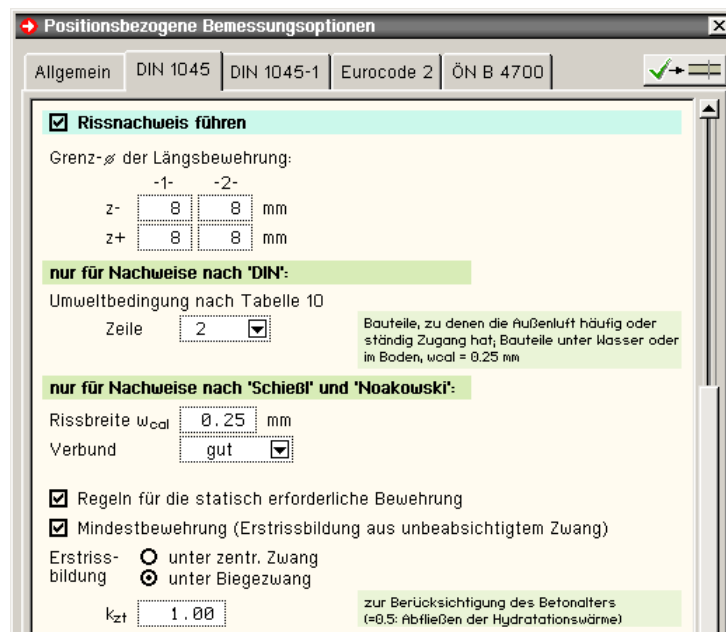 Positionsbezogene Bemessungsoptionen
Allgemein DIN 1045 DIN 1045-1 Eurocode 2 ÖN B 4700
Rissnachweis führen
Grenz-ø der Längsbewehrung:
-1- -2-
z- 8 8 mm
z+ 8 8 mm
nur für Nachweise nach 'DIN':
Umweltbedingung nach Tabelle 10
Zeile 2
Bauteile, zu denen die Außenluft häufig oder
ständig Zugang hat; Bauteile unter Wasser oder
im Boden, wcal = 0.25 mm
nur für Nachweise nach 'Schießl' und 'Noakowski':
Rissbreite wcal 0.25 mm
Verbund gut
Regeln für die statisch erforderliche Bewehrung
Mindestbewehrung (Erstrissbildung aus unbeabsichtigtem Zwang)
Erstriss-
bildung
unter zentr. Zwang
unter Biegezwang
kzt 1.00
zur Berücksichtigung des Betonalters
(=0.5: Abfließen der Hydratationswärme)